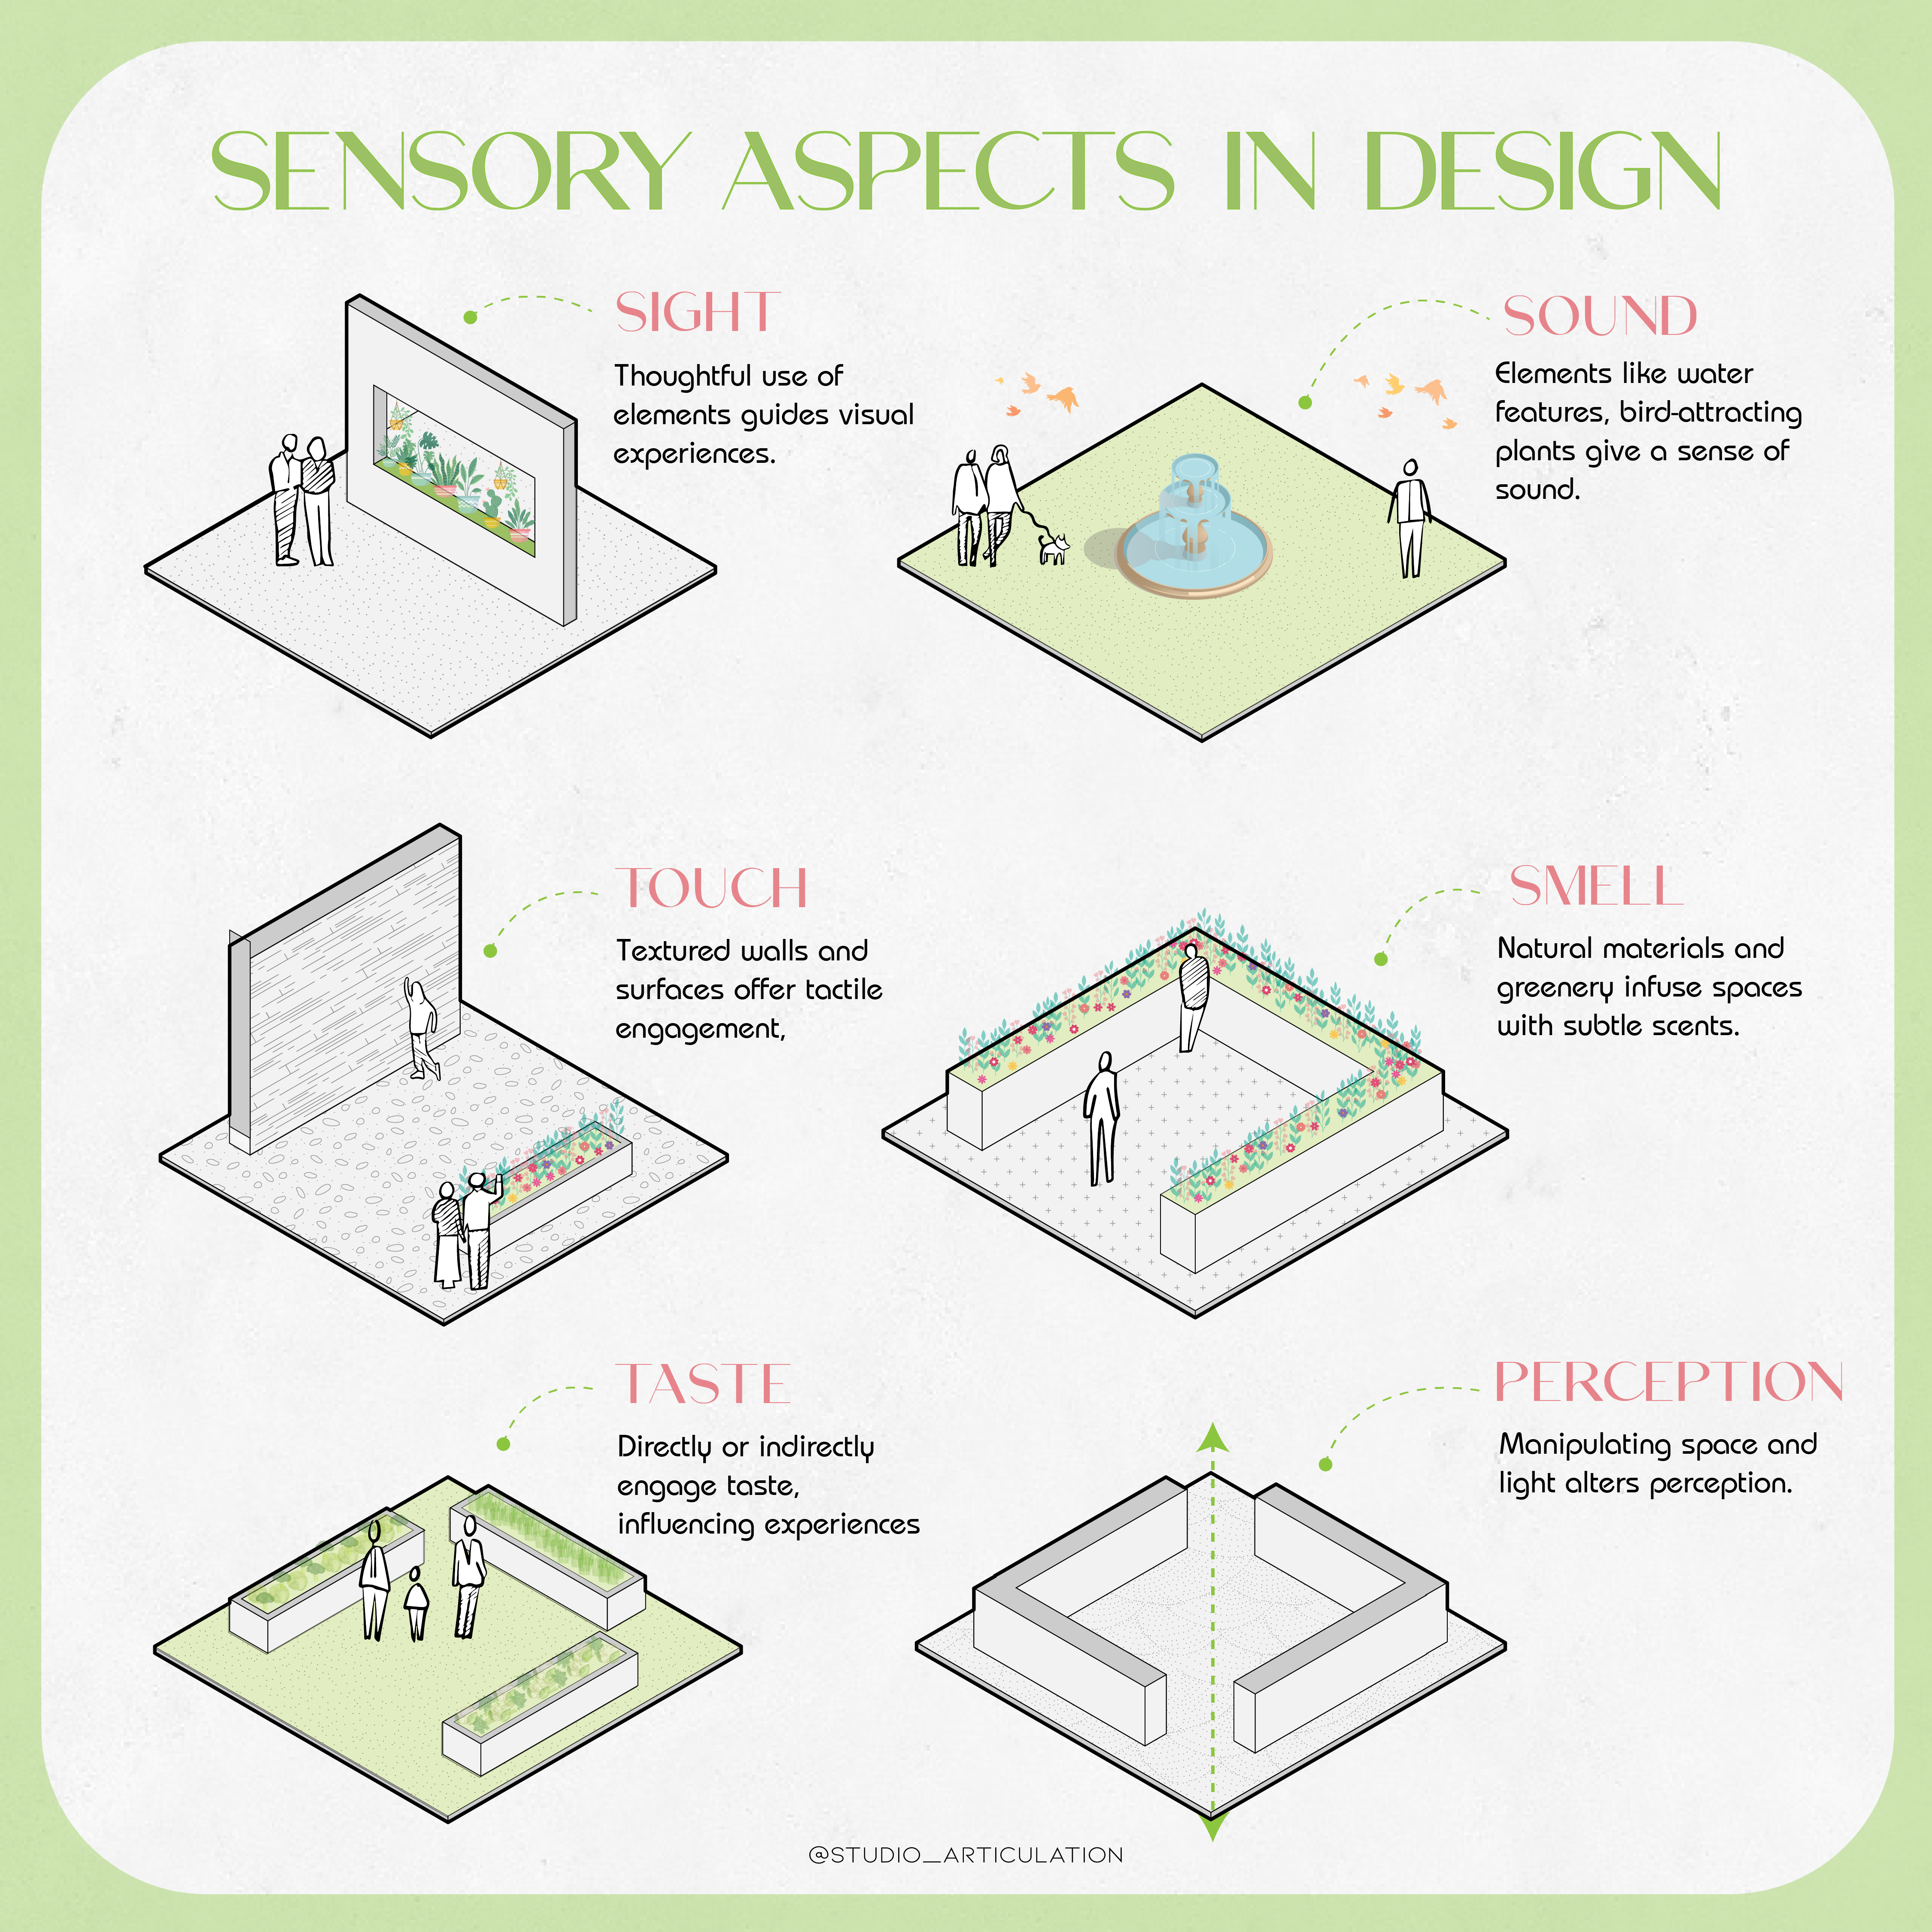 SENSORY ASPECTS IN DESIGN
SIGHT
Thoughtful use of
elements guides visual
experiences.
SOUND
Elements like water
features, bird-attracting
plants give a sense of
sound.
TOUCH
Textured walls and
surfaces offer tactile
engagement,
SMELL
Natural materials and
greenery infuse spaces
with subtle scents.
TASTE
Directly or indirectly
engage taste,
influencing experiences
PERCEPTION
Manipulating space and
light alters perception.
@STUDIO_ARTICULATION